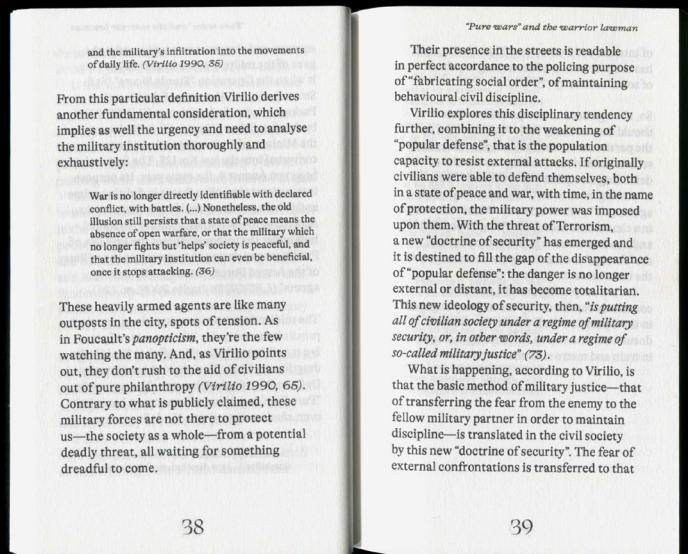 and the military's infiltration into the movements
of daily life. (Virilio 1990, 35)
From this particular definition Virilio derives
another fundamental consideration, which
implies as well the urgency and need to analyse
the military institution thoroughly and
exhaustively:
War is no longer directly identifiable with declared
conflict, with battles. (...) Nonetheless, the old
illusion still persists that a state of peace means the
absence of open warfare, or that the military which
no longer fights but 'helps' society is peaceful, and
that the military institution can even be beneficial,
once it stops attacking. (36)
These heavily armed agents are like many
outposts in the city, spots of tension. As
in Foucault's panopticism, they're the few
watching the many. And, as Virilio points
out, they don't rush to the aid of civilians
out of pure philanthropy (Virilio 1990, 65).
Contrary to what is publicly claimed, these
military forces are not there to protect
us—the society as a whole—from a potential
deadly threat, all waiting for something
dreadful to come.
38
"Pure wars" and the warrior lawman
Their presence in the streets is readable
in perfect accordance to the policing purpose
of "fabricating social order", of maintaining
behavioural civil discipline.
Virilio explores this disciplinary tendency
further, combining it to the weakening of
"popular defense", that is the population
capacity to resist external attacks. If originally
civilians were able to defend themselves, both
in a state of peace and war, with time, in the name
of protection, the military power was imposed
upon them. With the threat of Terrorism,
a new "doctrine of security" has emerged and
it is destined to fill the gap of the disappearance
of "popular defense": the danger is no longer
external or distant, it has become totalitarian.
This new ideology of security, then, "is putting
all of civilian society under a regime of military
security, or, in other words, under a regime of
so-called military justice" (73).
What is happening, according to Virilio, is
that the basic method of military justice—that
of transferring the fear from the enemy to the
fellow military partner in order to maintain
discipline—is translated in the civil society
by this new "doctrine of security". The fear of
external confrontations is transferred to that
39